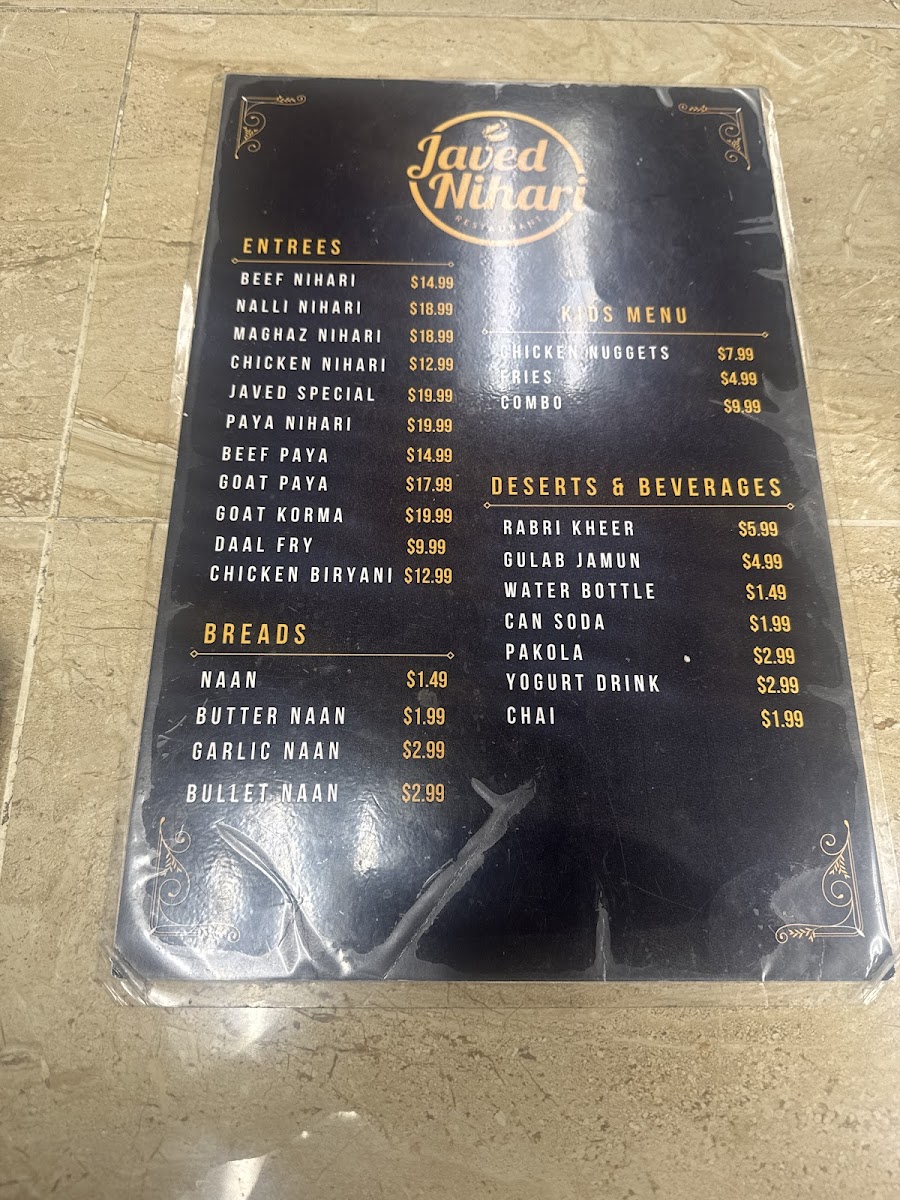 Javed
Nihari
RESTAURANT
ENTREES
BEEF NIHARI $14.99
NALLI NIHARI $18.99
MAGHAZ NIHARI $18.99
CHICKEN NIHARI $12.99
JAVED SPECIAL $19.99
PAYA NIHARI $19.99
BEEF PAYA $14.99
GOAT PAYA $17.99
GOAT KORMA $19.99
DAAL FRY $9.99
CHICKEN BIRYANI $12.99
BREADS
NAAN $1.49
BUTTER NAAN $1.99
GARLIC NAAN $2.99
BULLET NAAN $2.99
KIDS MENU
CHICKEN NUGGETS $7.99
FRIES $4.99
COMBO $9.99
DESERTS & BEVERAGES
RABRI KHEER $5.99
GULAB JAMUN $4.99
WATER BOTTLE $1.49
CAN SODA $1.99
PAKOLA $2.99
YOGURT DRINK $2.99
CHAI $1.99